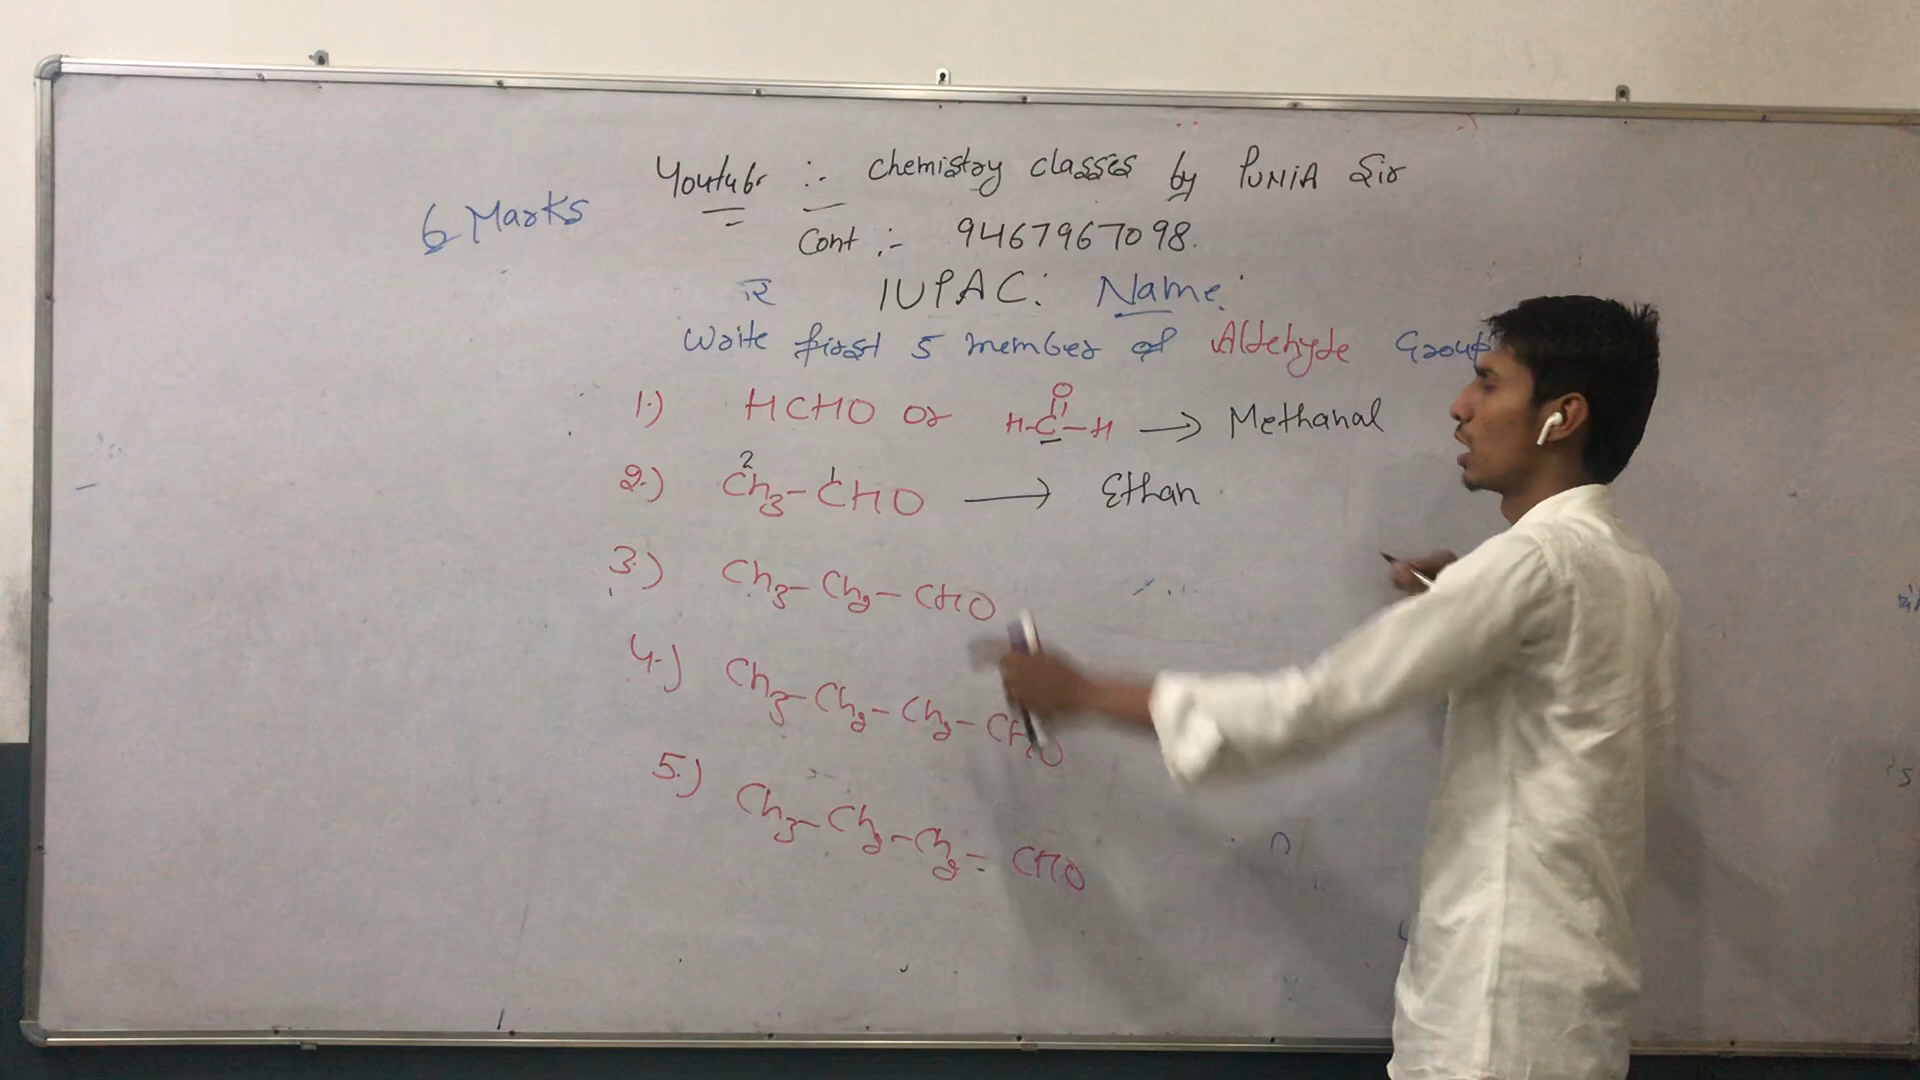 Youtube :- chemistry classes by PUNIA Sir
6 Marks
Cont :- 9467967098.
IUPAC: Name:
Write first 5 member of Aldehyde Group
1.) HCHO Or H-C-H → Methanal
O
2.) CH3-CHO → Ethan
2 1
3.) CH3-CH2-CHO
4.) CH3-CH2-CH2-CHO
5.) CH3-CH2-CH2-CHO